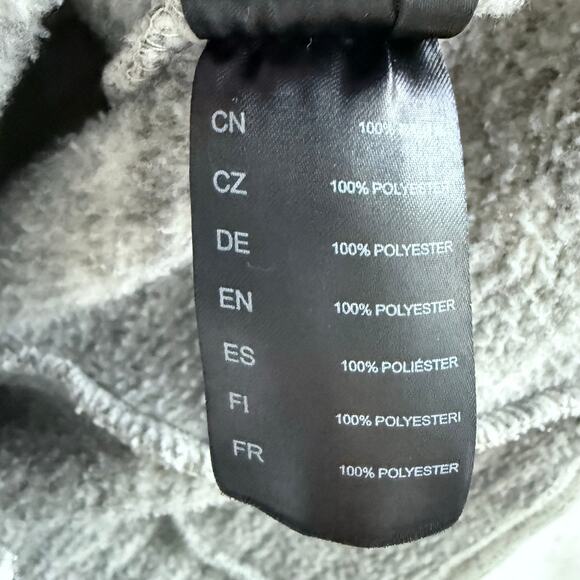 CN 100%
CZ 100% POLYESTER
DE 100% POLYESTER
EN 100% POLYESTER
ES 100% POLIÉSTER
FI 100% POLYESTERI
FR 100% POLYESTER